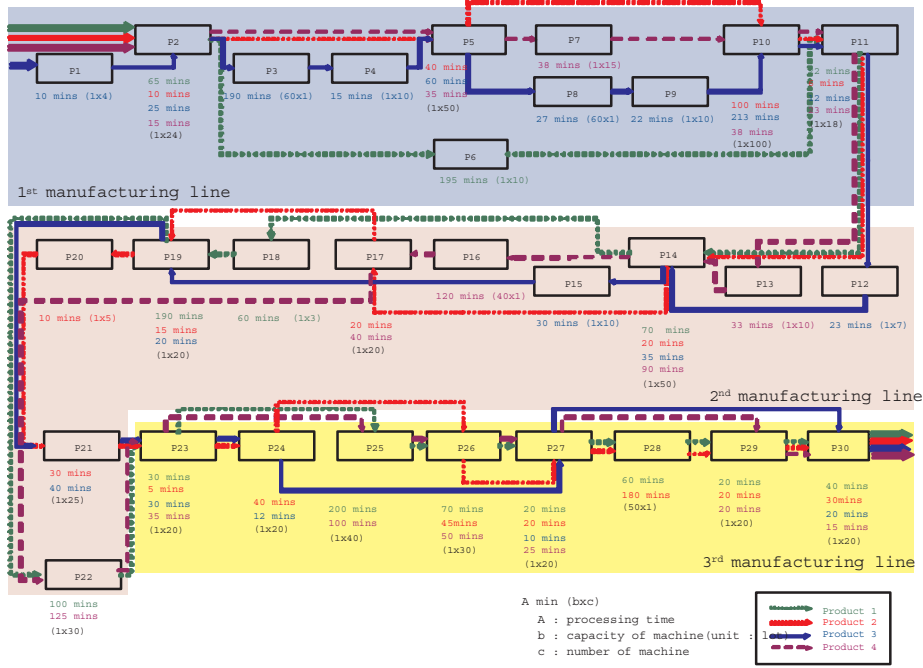 P1
10 mins (1x4)
P2
65 mins
10 mins
25 mins
15 mins
(1x24)
P3
190 mins (60x1)
P4
15 mins (1x10)
P5
40 mins
60 mins
35 mins
(1x50)
P6
195 mins (1x10)
P7
38 mins (1x15)
P8
27 mins (60x1)
P9
22 mins (1x10)
P10
100 mins
213 mins
38 mins
(1x100)
P11
mins
mins
mins
mins
(1x18)
1st manufacturing line
P20
10 mins (1x5)
P19
190 mins
15 mins
20 mins
(1x20)
P18
60 mins (1x3)
P17
20 mins
40 mins
(1x20)
P16
120 mins (40x1)
P15
30 mins (1x10)
P14
70 mins
20 mins
35 mins
90 mins
(1x50)
P13
33 mins (1x10)
P12
23 mins (1x7)
2nd manufacturing line
P21
30 mins
40 mins
(1x25)
P22
100 mins
125 mins
(1x30)
P23
30 mins
5 mins
30 mins
35 mins
(1x20)
P24
40 mins
12 mins
(1x20)
P25
200 mins
100 mins
(1x40)
P26
70 mins
45mins
50 mins
(1x30)
P27
20 mins
20 mins
10 mins
25 mins
(1x20)
P28
60 mins
180 mins
(50x1)
P29
20 mins
20 mins
20 mins
(1x20)
P30
40 mins
30mins
20 mins
15 mins
(1x20)
3rd manufacturing line
A min (bxc)
A : processing time
b : capacity of machine(unit : lot)
c : number of machine
Product 1
Product 2
Product 3
Product 4